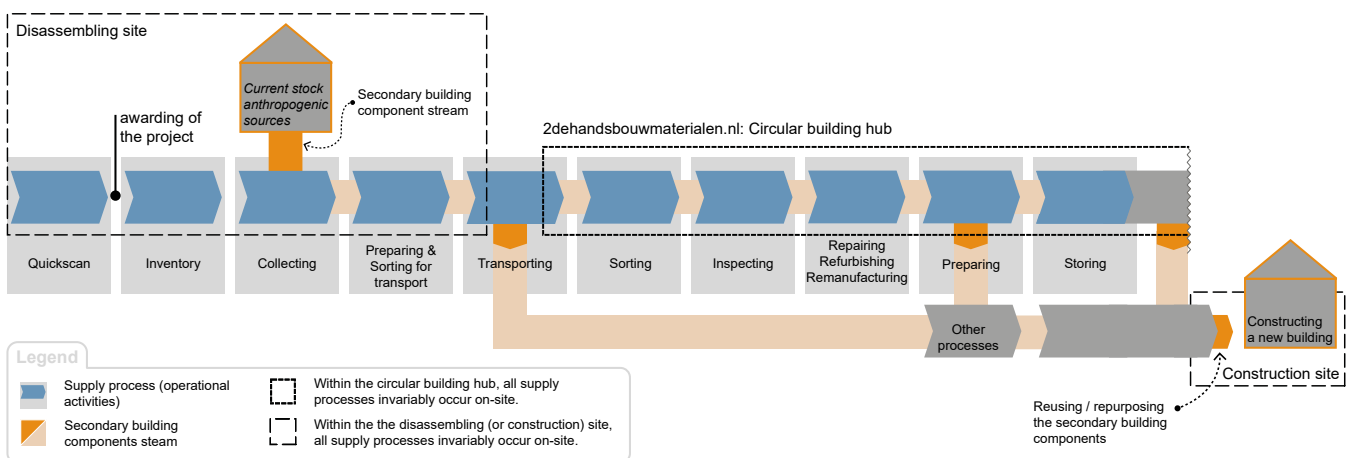 Disassembling site
Current stock
anthropogenic
sources
Secondary building
component stream
awarding of
the project
2dehandsbouwmaterialen.nl: Circular building hub
Quickscan
Inventory
Collecting
Preparing &
Sorting for
transport
Transporting
Sorting
Inspecting
Repairing
Refurbishing
Remanufacturing
Preparing
Storing
Other
processes
Constructing
a new building
Construction site
Reusing / repurposing
the secondary building
components
Legend
Supply process (operational
activities)
Secondary building
components steam
Within the circular building hub, all supply
processes invariably occur on-site.
Within the the disassembling (or construction) site,
all supply processes invariably occur on-site.